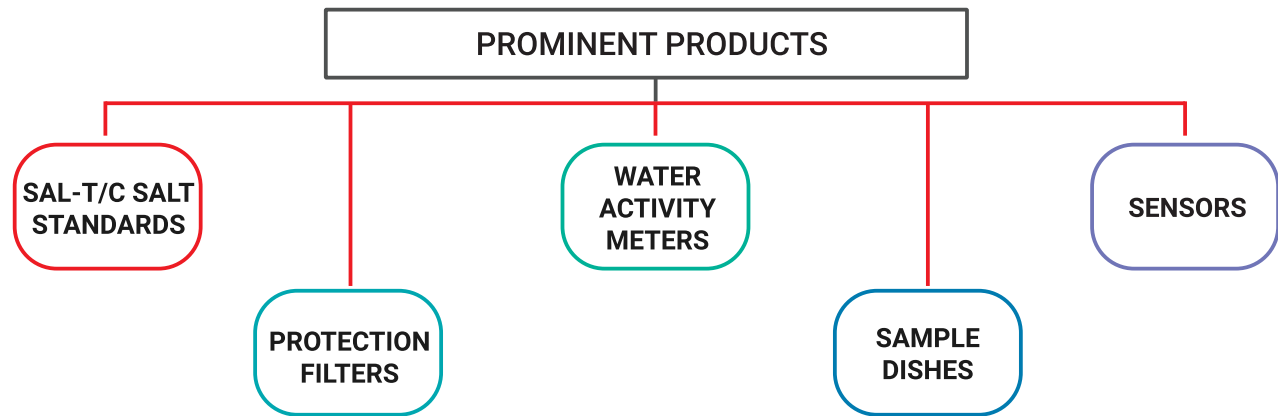 PROMINENT PRODUCTS
SAL-T/C SALT
STANDARDS
PROTECTION
FILTERS
WATER
ACTIVITY
METERS
SAMPLE
DISHES
SENSORS